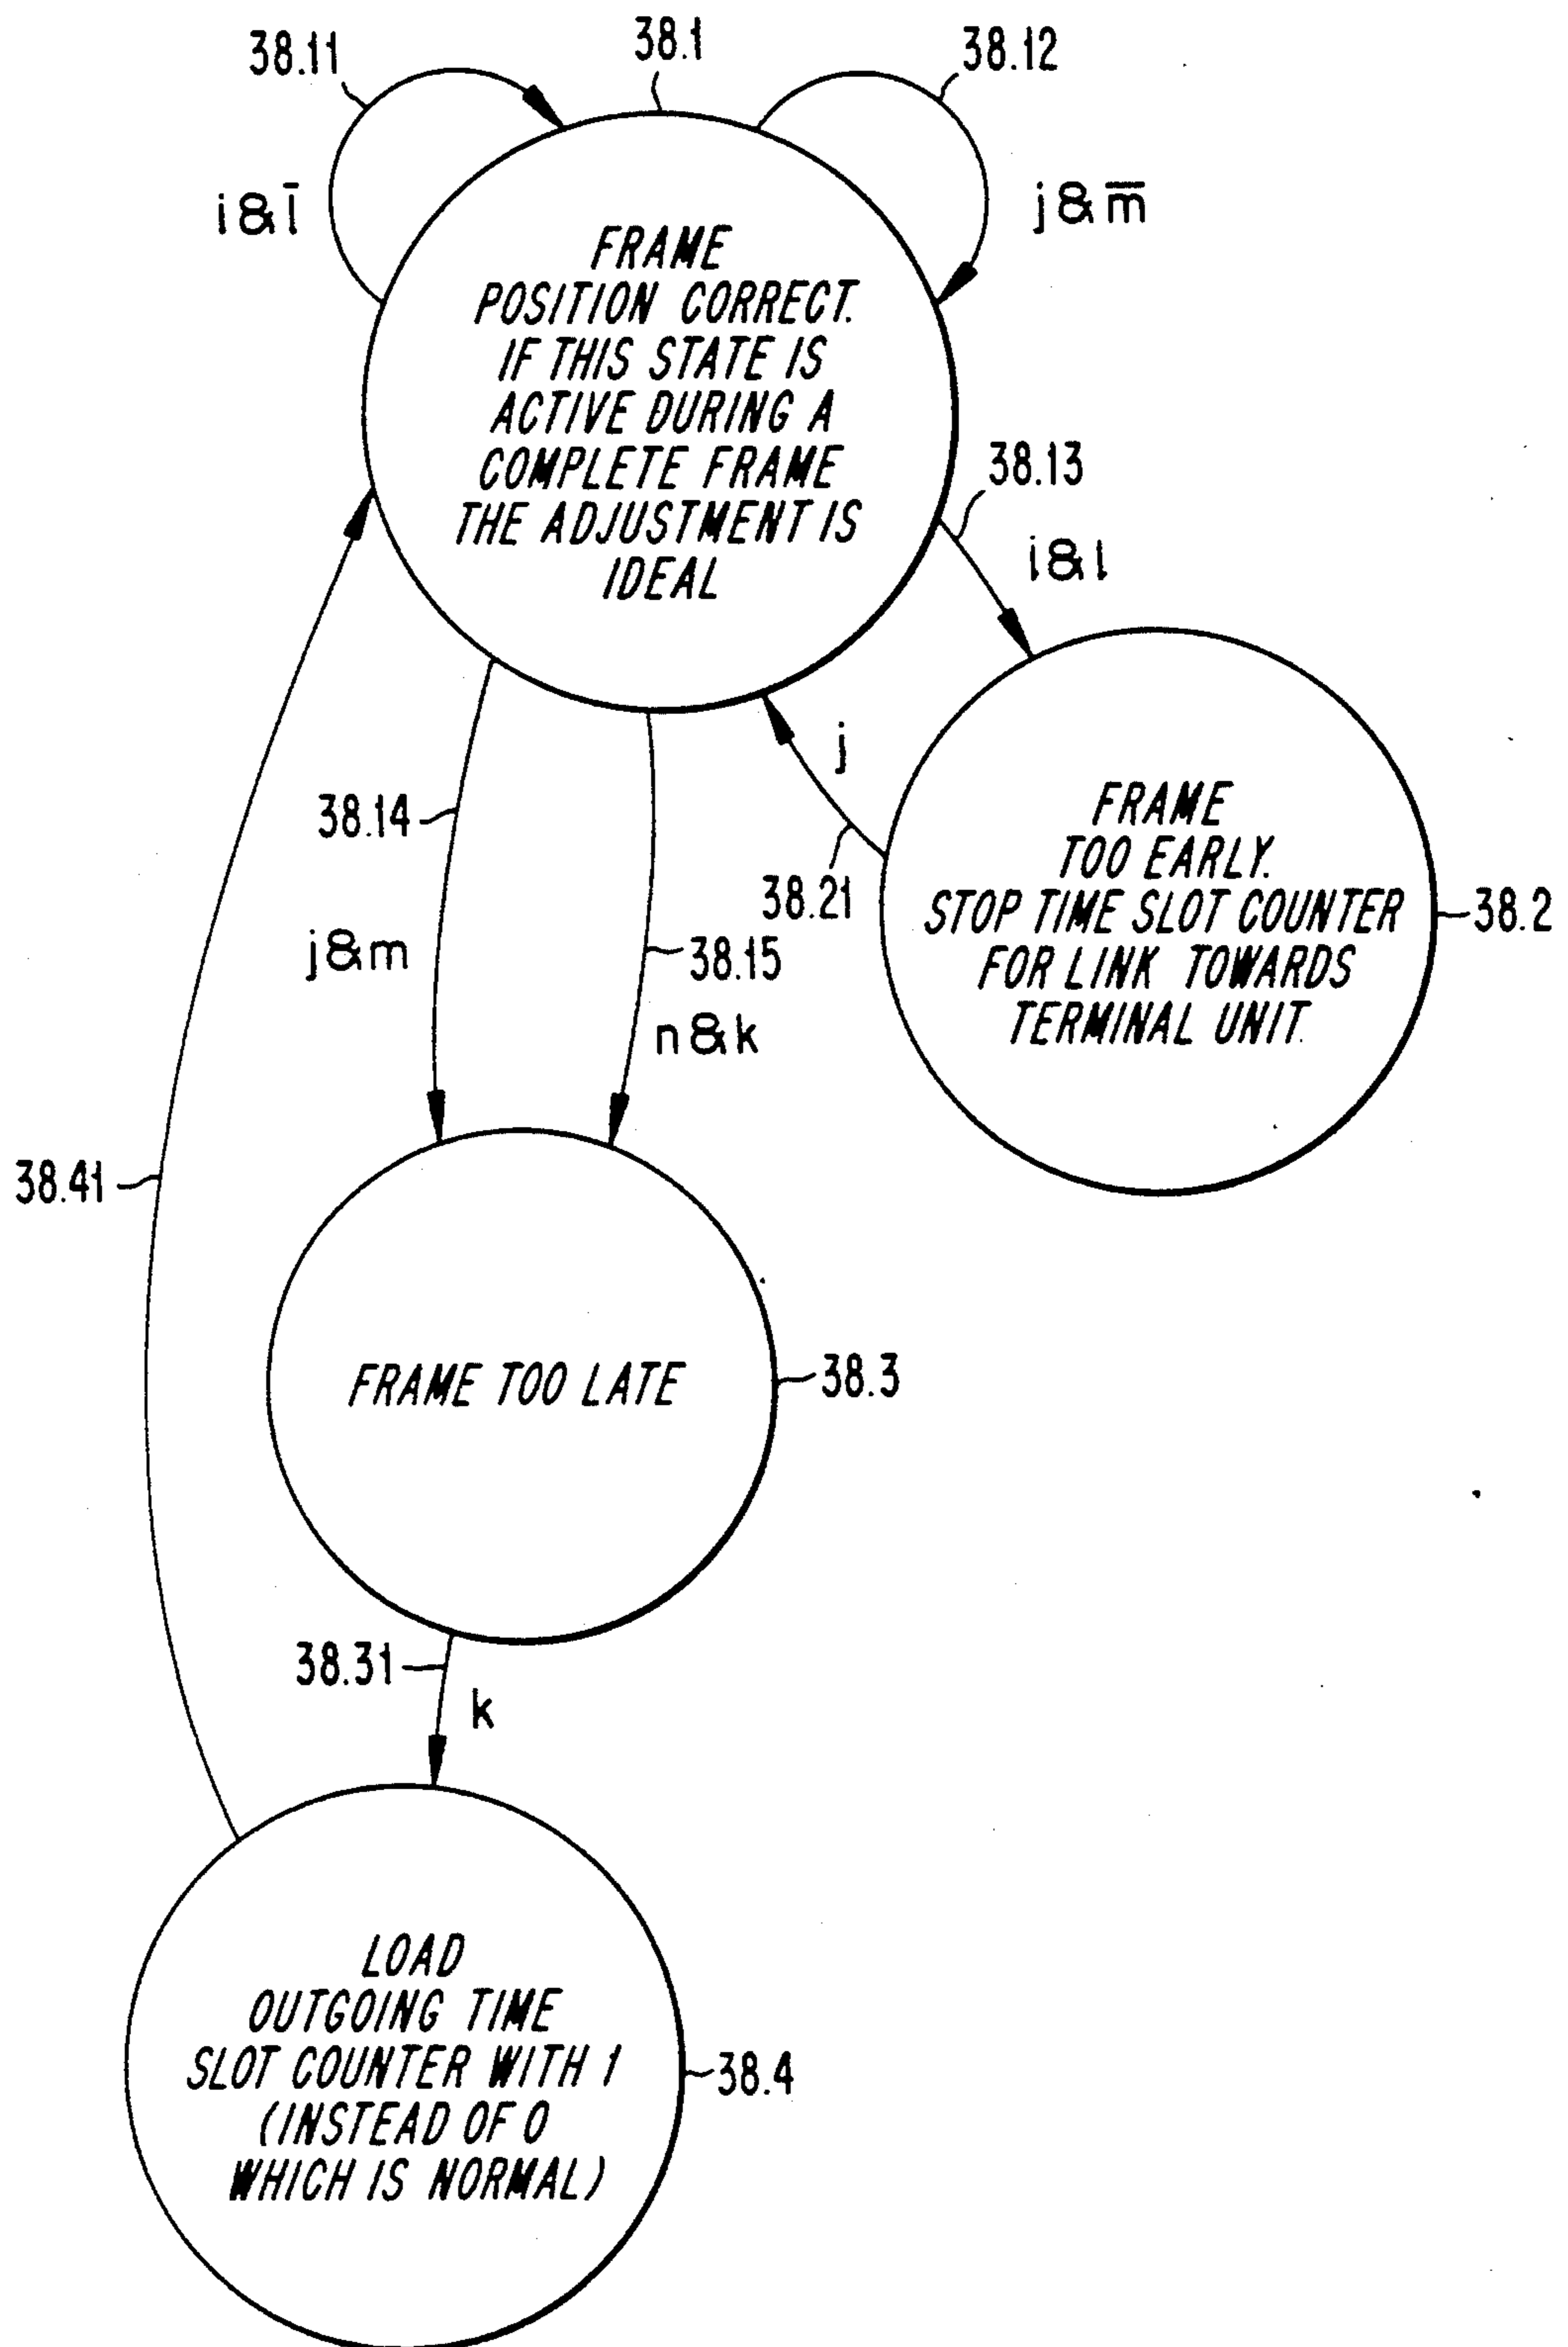 38.11
38.1
38.12
i&l̅
j&m̅
FRAME
POSITION CORRECT.
IF THIS STATE IS
ACTIVE DURING A
COMPLETE FRAME
THE ADJUSTMENT IS
IDEAL
38.13
i&l
j
38.14
38.21
FRAME
TOO EARLY.
STOP TIME SLOT COUNTER
FOR LINK TOWARDS
TERMINAL UNIT.
38.2
j&m
38.15
n&k
38.41
FRAME TOO LATE
38.3
38.31
k
LOAD
OUTGOING TIME
SLOT COUNTER WITH 1
(INSTEAD OF 0
WHICH IS NORMAL)
38.4